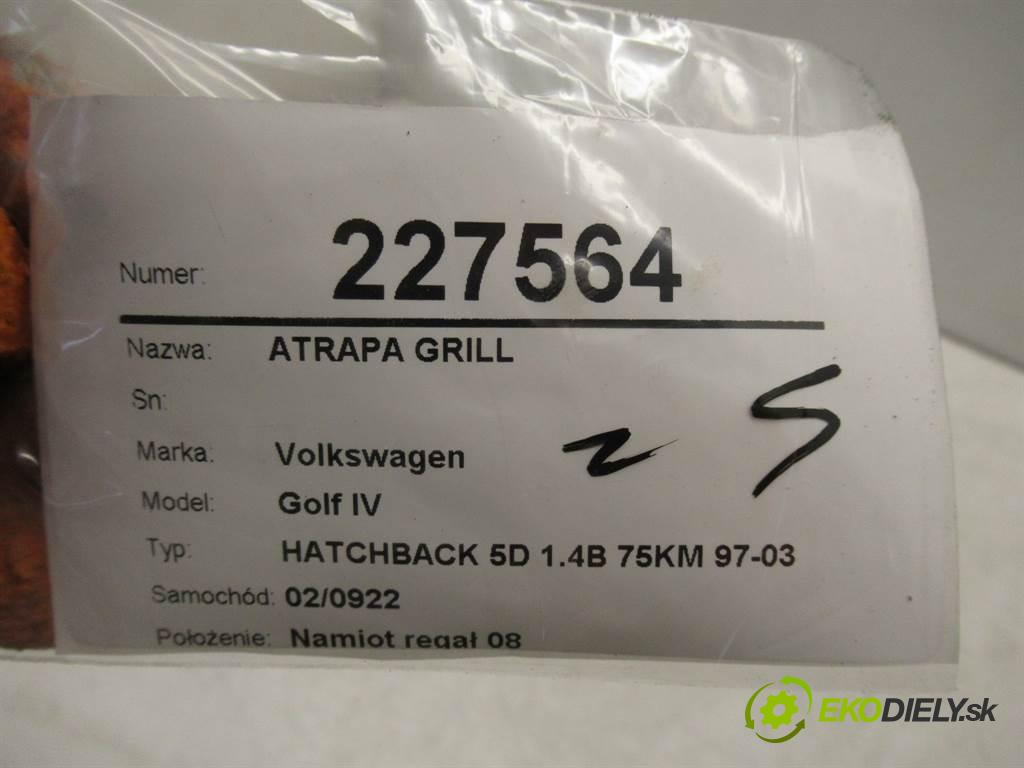 Numer: 227564
Nazwa: ATRAPA GRILL
Sn:
Marka: Volkswagen
Model: Golf IV
Typ: HATCHBACK 5D 1.4B 75KM 97-03
Samochód: 02/0922
Położenie: Namiot regał 08
EKODIELY.sk